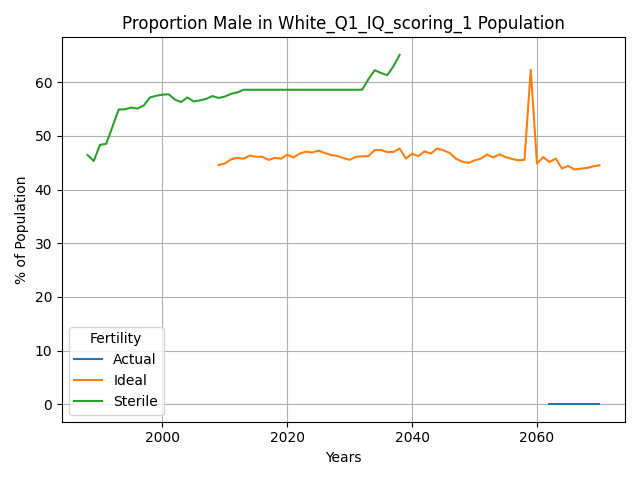 Proportion Male in White_Q1_IQ_scoring_1 Population
% of Population
60
50
40
30
20
10
0
Fertility
Actual
Ideal
Sterile
2000
2020
2040
2060
Years